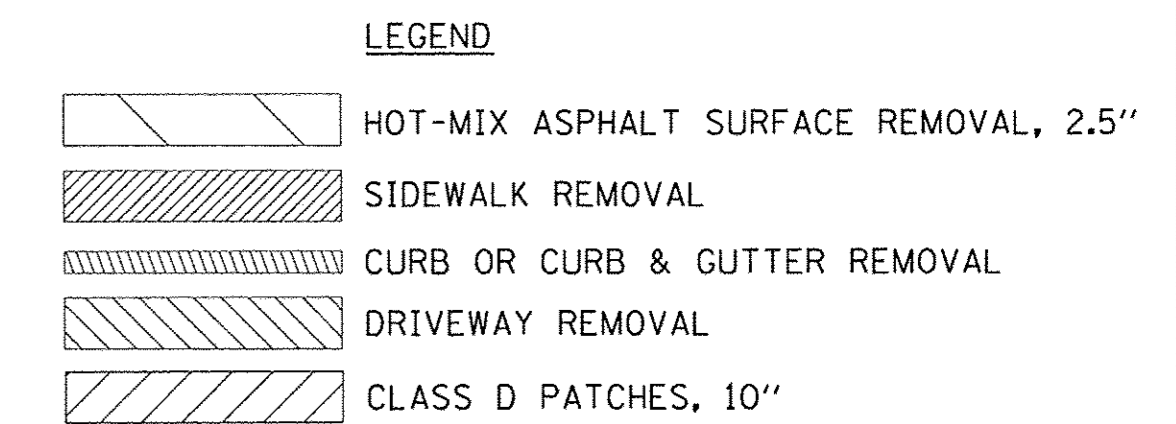 LEGEND
HOT-MIX ASPHALT SURFACE REMOVAL, 2.5"
SIDEWALK REMOVAL
CURB OR CURB & GUTTER REMOVAL
DRIVEWAY REMOVAL
CLASS D PATCHES, 10"